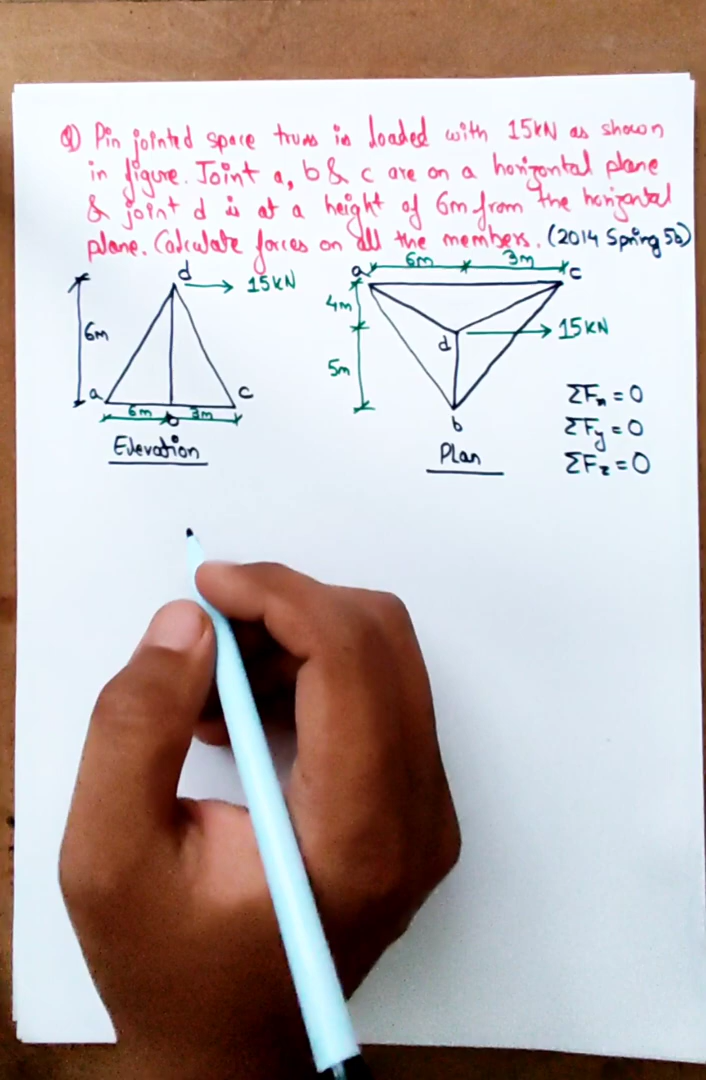 Q) Pin jointed space truss is loaded with 15kN as shown
in figure. Joint a, b & c are on a horizontal plane
& joint d is at a height of 6m from the horizontal
plane. Calculate forces on all the members. (2014 Spring 5b)
d
15kN
6m
a
c
6m
b
3m
Elevation
a
6m
3m
c
4m
d
15kN
5m
b
Plan
ΣFx = 0
ΣFy = 0
ΣFz = 0